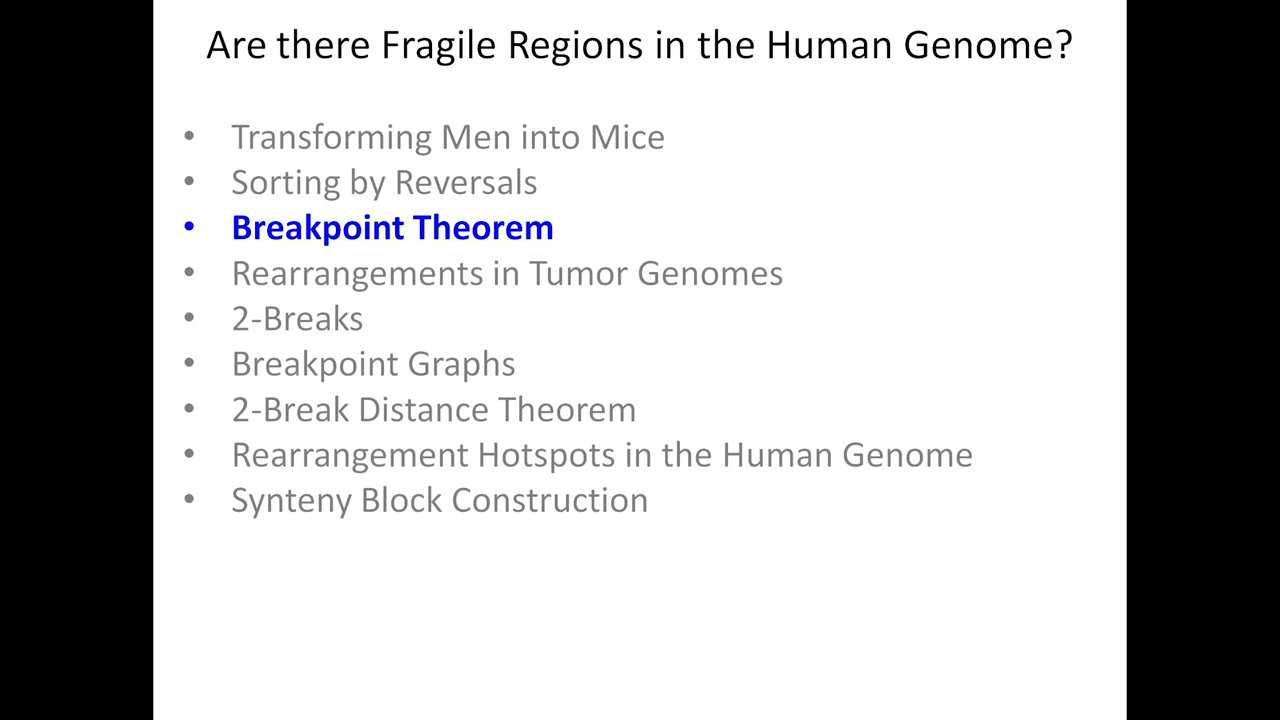 Are there Fragile Regions in the Human Genome?
• Transforming Men into Mice
• Sorting by Reversals
• Breakpoint Theorem
• Rearrangements in Tumor Genomes
• 2-Breaks
• Breakpoint Graphs
• 2-Break Distance Theorem
• Rearrangement Hotspots in the Human Genome
• Synteny Block Construction